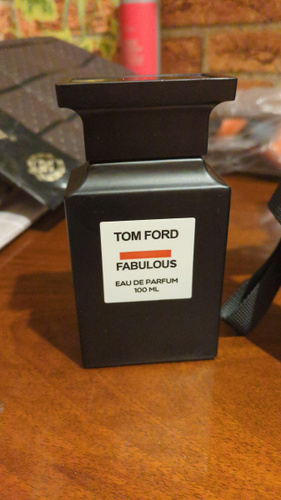 TOM FORD
FABULOUS
EAU DE PARFUM
100 ML